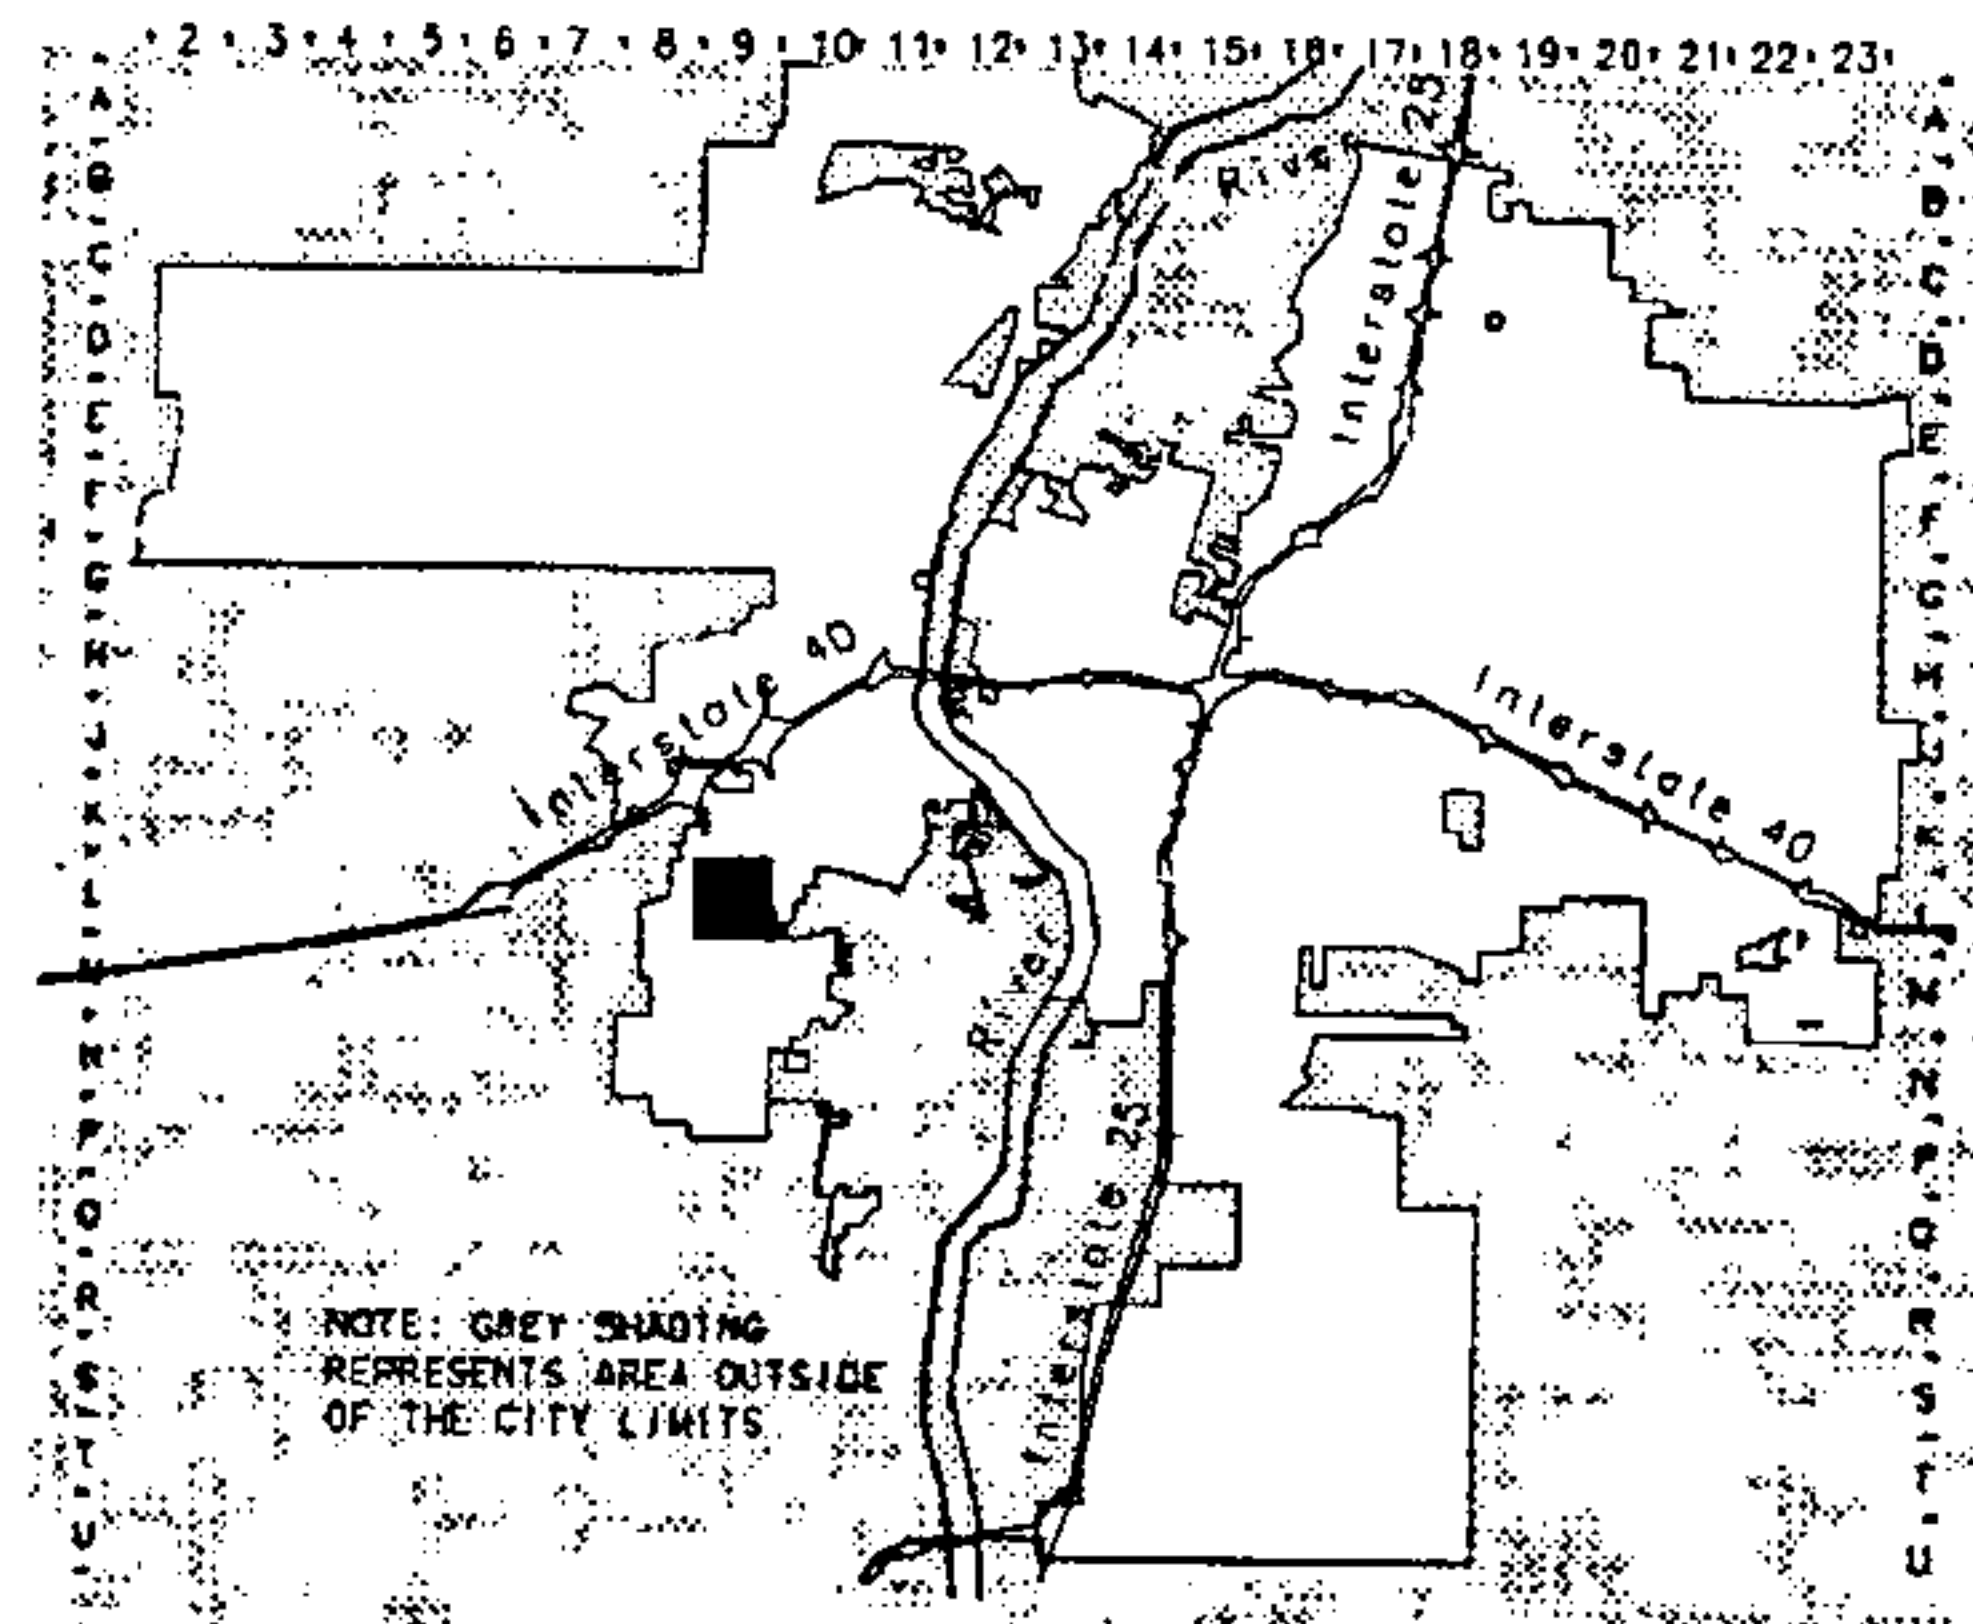 2 3 4 5 6 7 8 9 10 11 12 13 14 15 16 17 18 19 20 21 22 23
A
B
C
D
E
F
G
H
J
K
L
M
N
P
Q
R
S
T
U
River
Interstate 25
Interstate 40
Interstate 40
River
Interstate 25
NOTE: GREY SHADING
REPRESENTS AREA OUTSIDE
OF THE CITY LIMITS
A
B
C
D
E
F
G
H
J
K
L
M
N
P
Q
R
S
T
U